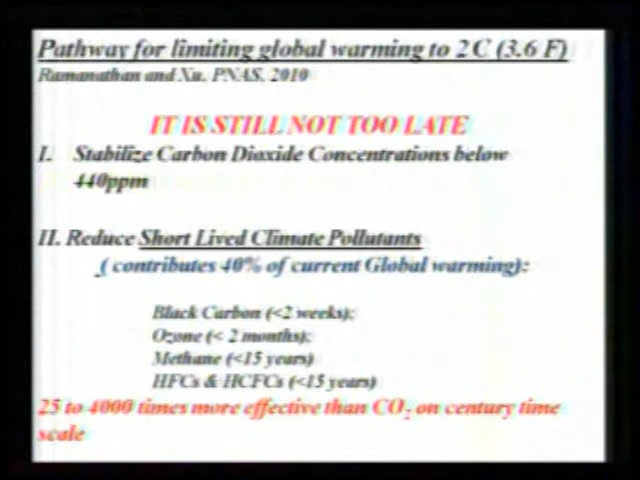 Pathway for limiting global warming to 2C (3.6 F)
Ramanathan and Xu, PNAS, 2010
IT IS STILL NOT TOO LATE
I. Stabilize Carbon Dioxide Concentrations below
440ppm
II. Reduce Short Lived Climate Pollutants
( contributes 40% of current Global warming):
Black Carbon (<2 weeks);
Ozone (< 2 months);
Methane (<15 years)
HFCs & HCFCs (<15 years)
25 to 4000 times more effective than CO₂ on century time
scale